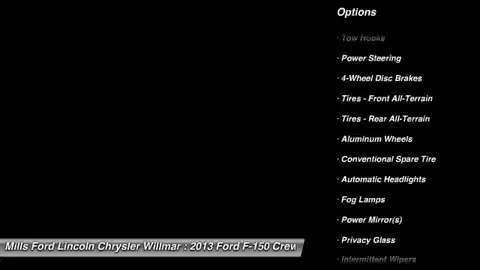 Options
· Tow Hooks
· Power Steering
· 4-Wheel Disc Brakes
· Tires - Front All-Terrain
· Tires - Rear All-Terrain
· Aluminum Wheels
· Conventional Spare Tire
· Automatic Headlights
· Fog Lamps
· Power Mirror(s)
· Privacy Glass
· Intermittent Wipers
Mills Ford Lincoln Chrysler Willmar : 2013 Ford F-150 Crew